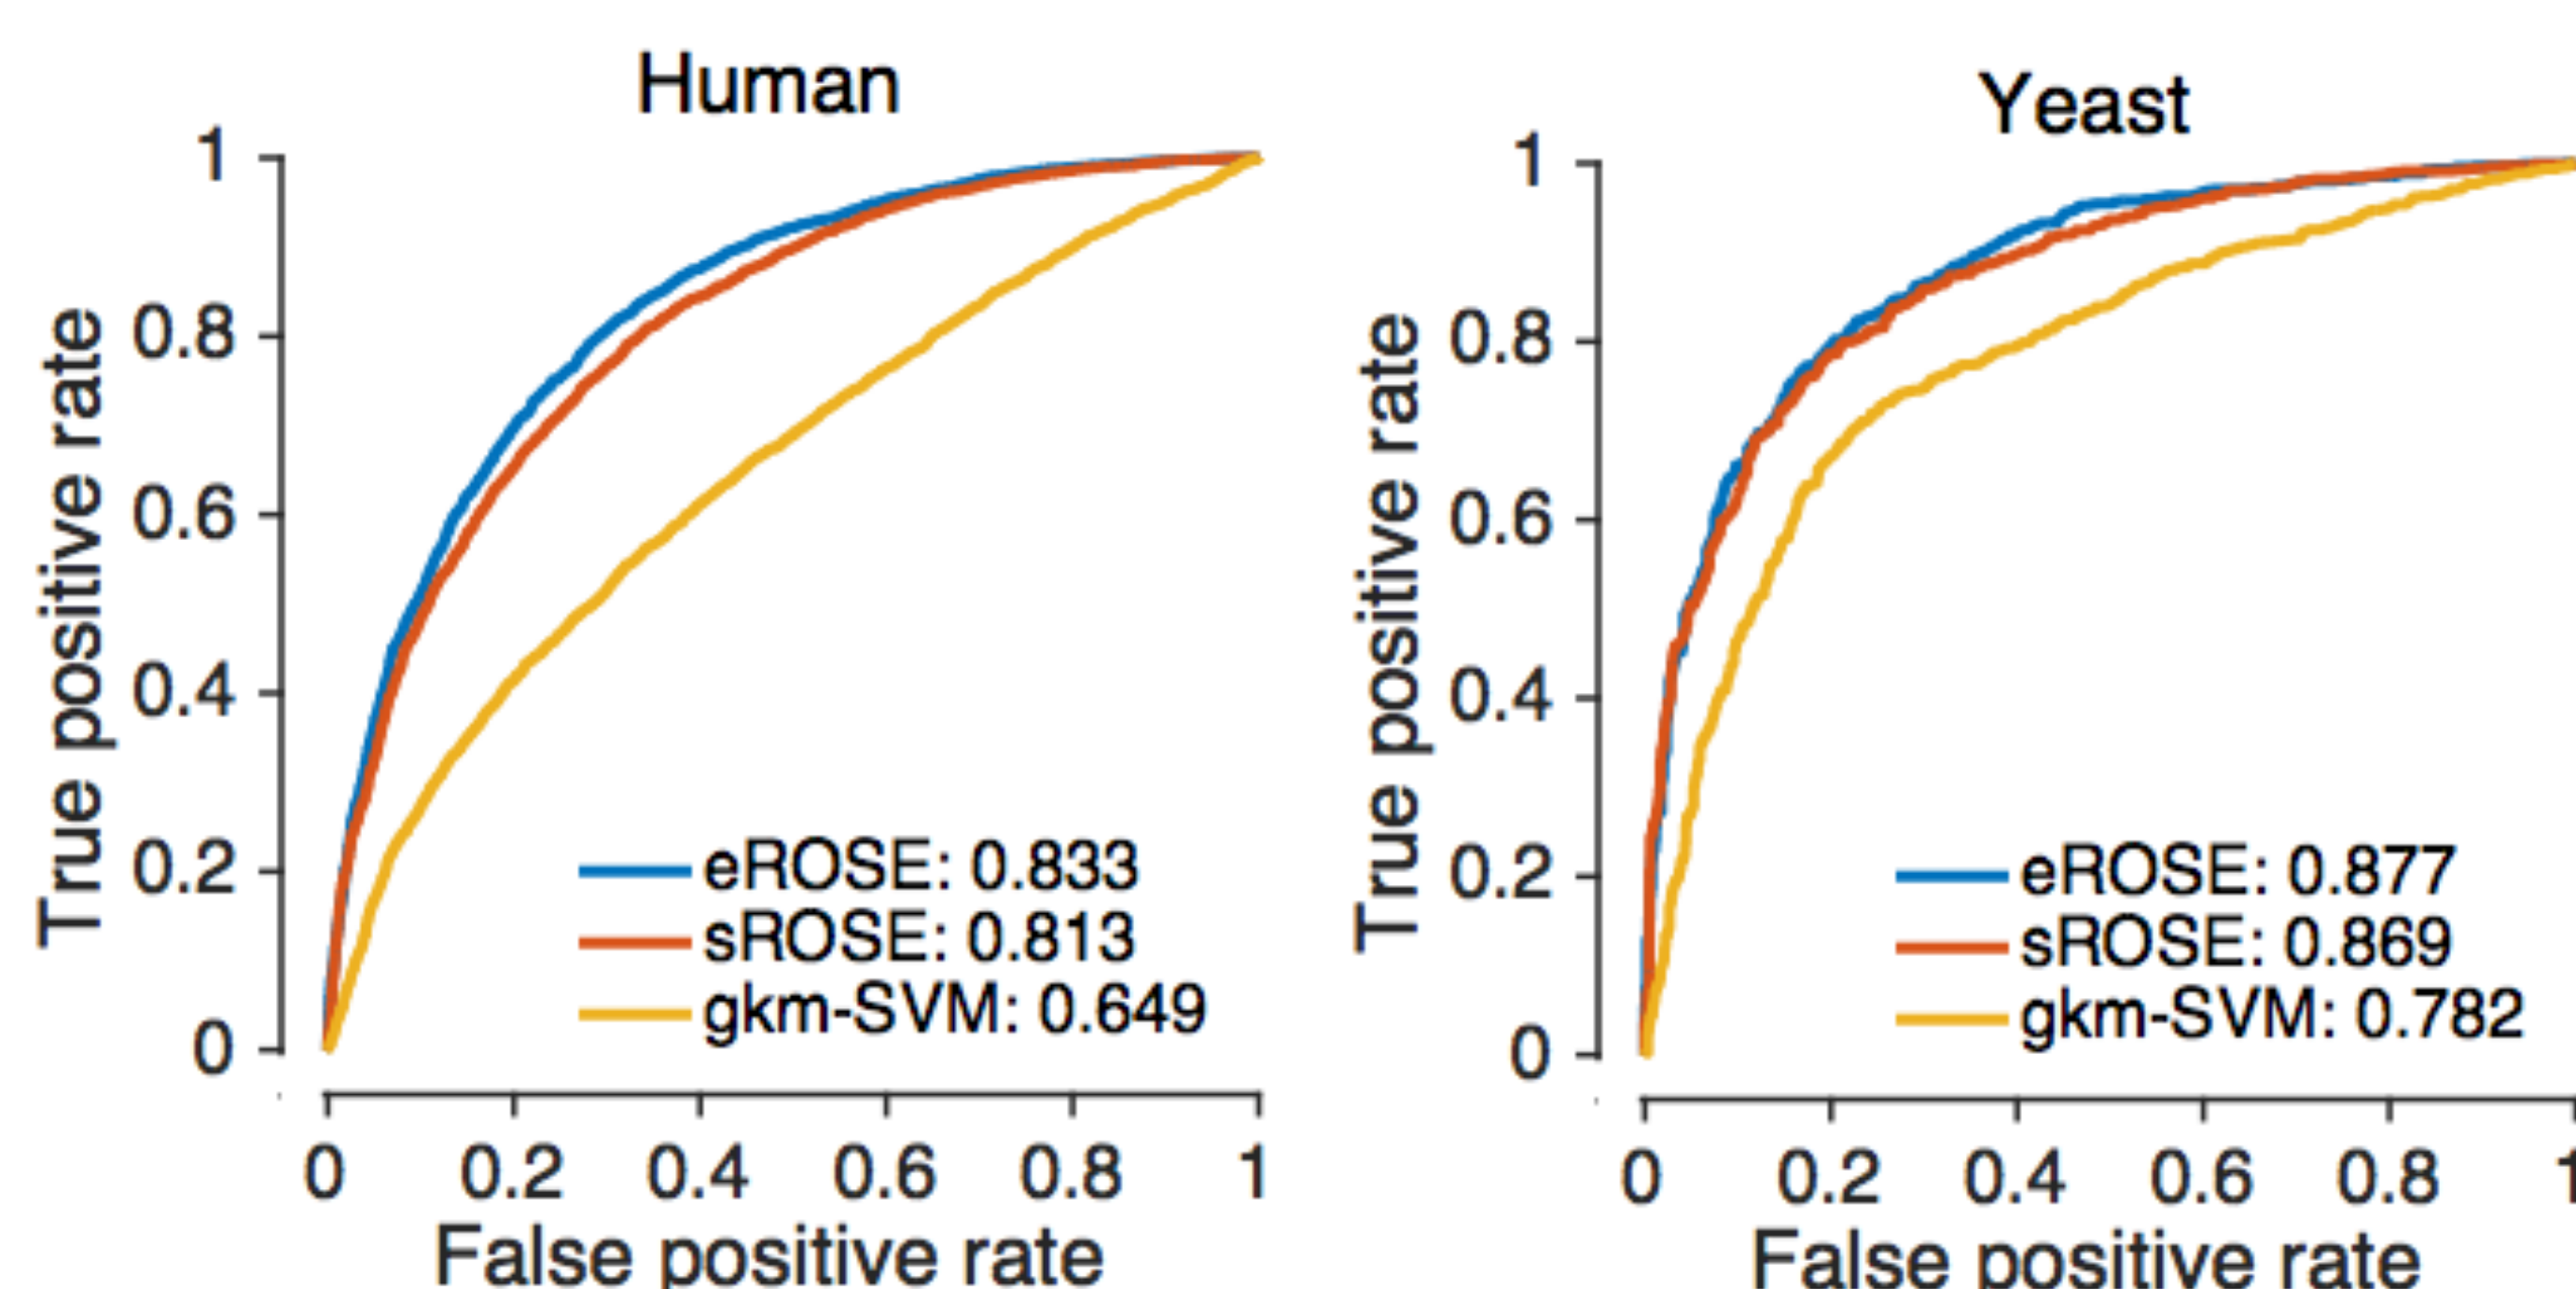 Human
True positive rate
1
0.8
0.6
0.4
0.2
0
eROSE: 0.833
sROSE: 0.813
gkm-SVM: 0.649
0 0.2 0.4 0.6 0.8 1
False positive rate
Yeast
True positive rate
1
0.8
0.6
0.4
0.2
0
eROSE: 0.877
sROSE: 0.869
gkm-SVM: 0.782
0 0.2 0.4 0.6 0.8 1
False positive rate